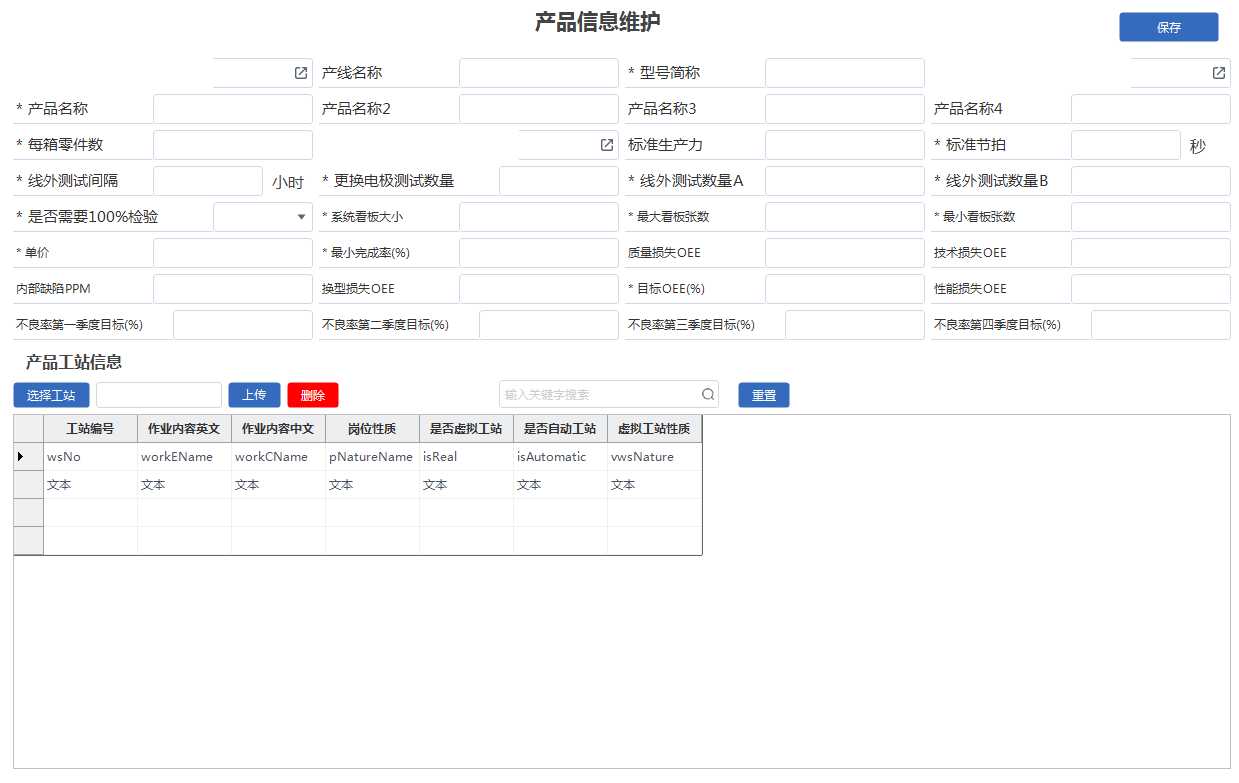 产品信息维护
保存
产线名称 * 型号简称
* 产品名称 产品名称2 产品名称3 产品名称4
* 每箱零件数 标准生产力 * 标准节拍 秒
* 线外测试间隔 小时 * 更换电极测试数量 * 线外测试数量A * 线外测试数量B
* 是否需要100%检验 * 系统看板大小 * 最大看板张数 * 最小看板张数
* 单价 * 最小完成率(%) 质量损失OEE 技术损失OEE
内部缺陷PPM 换型损失OEE * 目标OEE(%) 性能损失OEE
不良率第一季度目标(%) 不良率第二季度目标(%) 不良率第三季度目标(%) 不良率第四季度目标(%)
产品工站信息
选择工站 上传 删除 输入关键字搜索 重置
工站编号 作业内容英文 作业内容中文 岗位性质 是否虚拟工站 是否自动工站 虚拟工站性质
wsNo workEName workCName pNatureName isReal isAutomatic vwsNature
文本 文本 文本 文本 文本 文本 文本